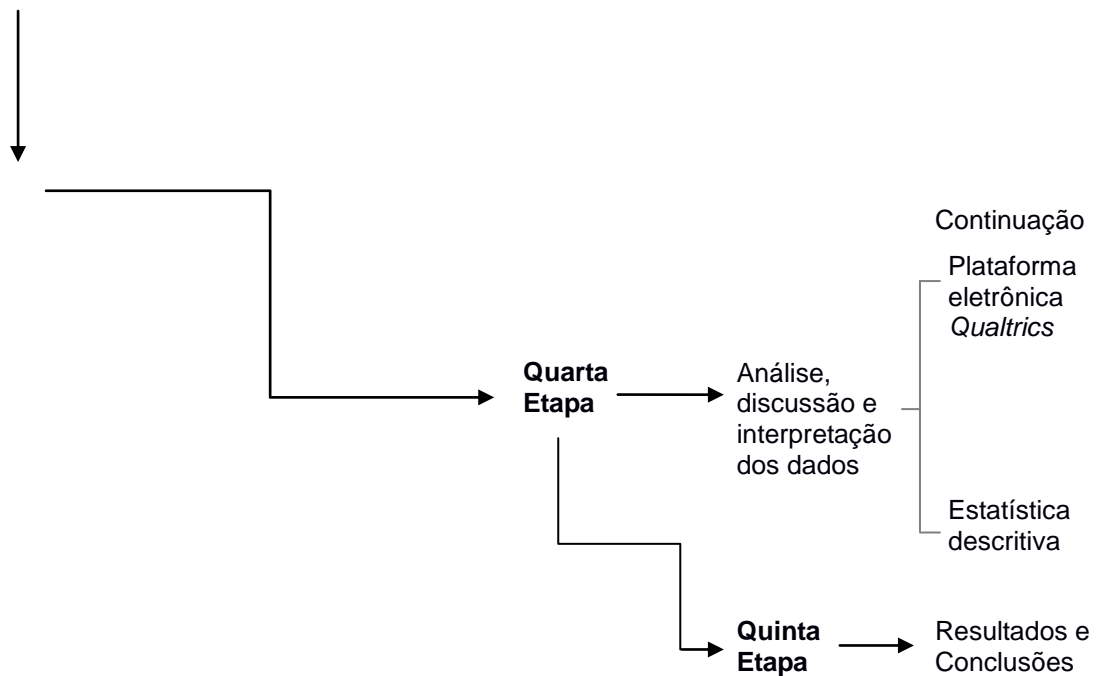 Continuação
Plataforma
eletrônica
Qualtrics
Quarta
Etapa
Análise,
discussão e
interpretação
dos dados
Estatística
descritiva
Quinta
Etapa
Resultados e
Conclusões